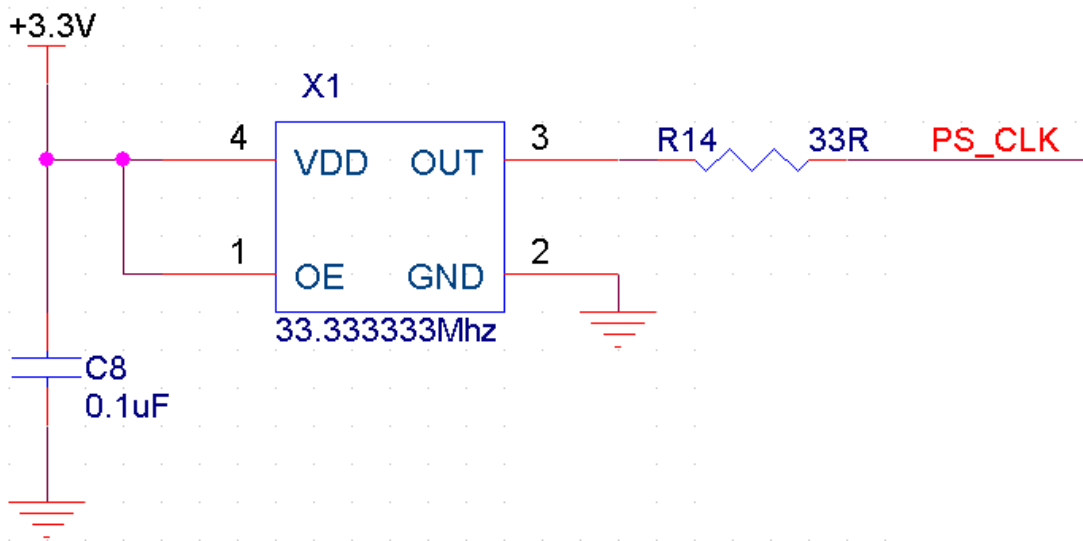 +3.3V
X1
4 VDD OUT 3 R14 33R PS_CLK
1 OE GND 2
33.333333Mhz
C8
0.1uF